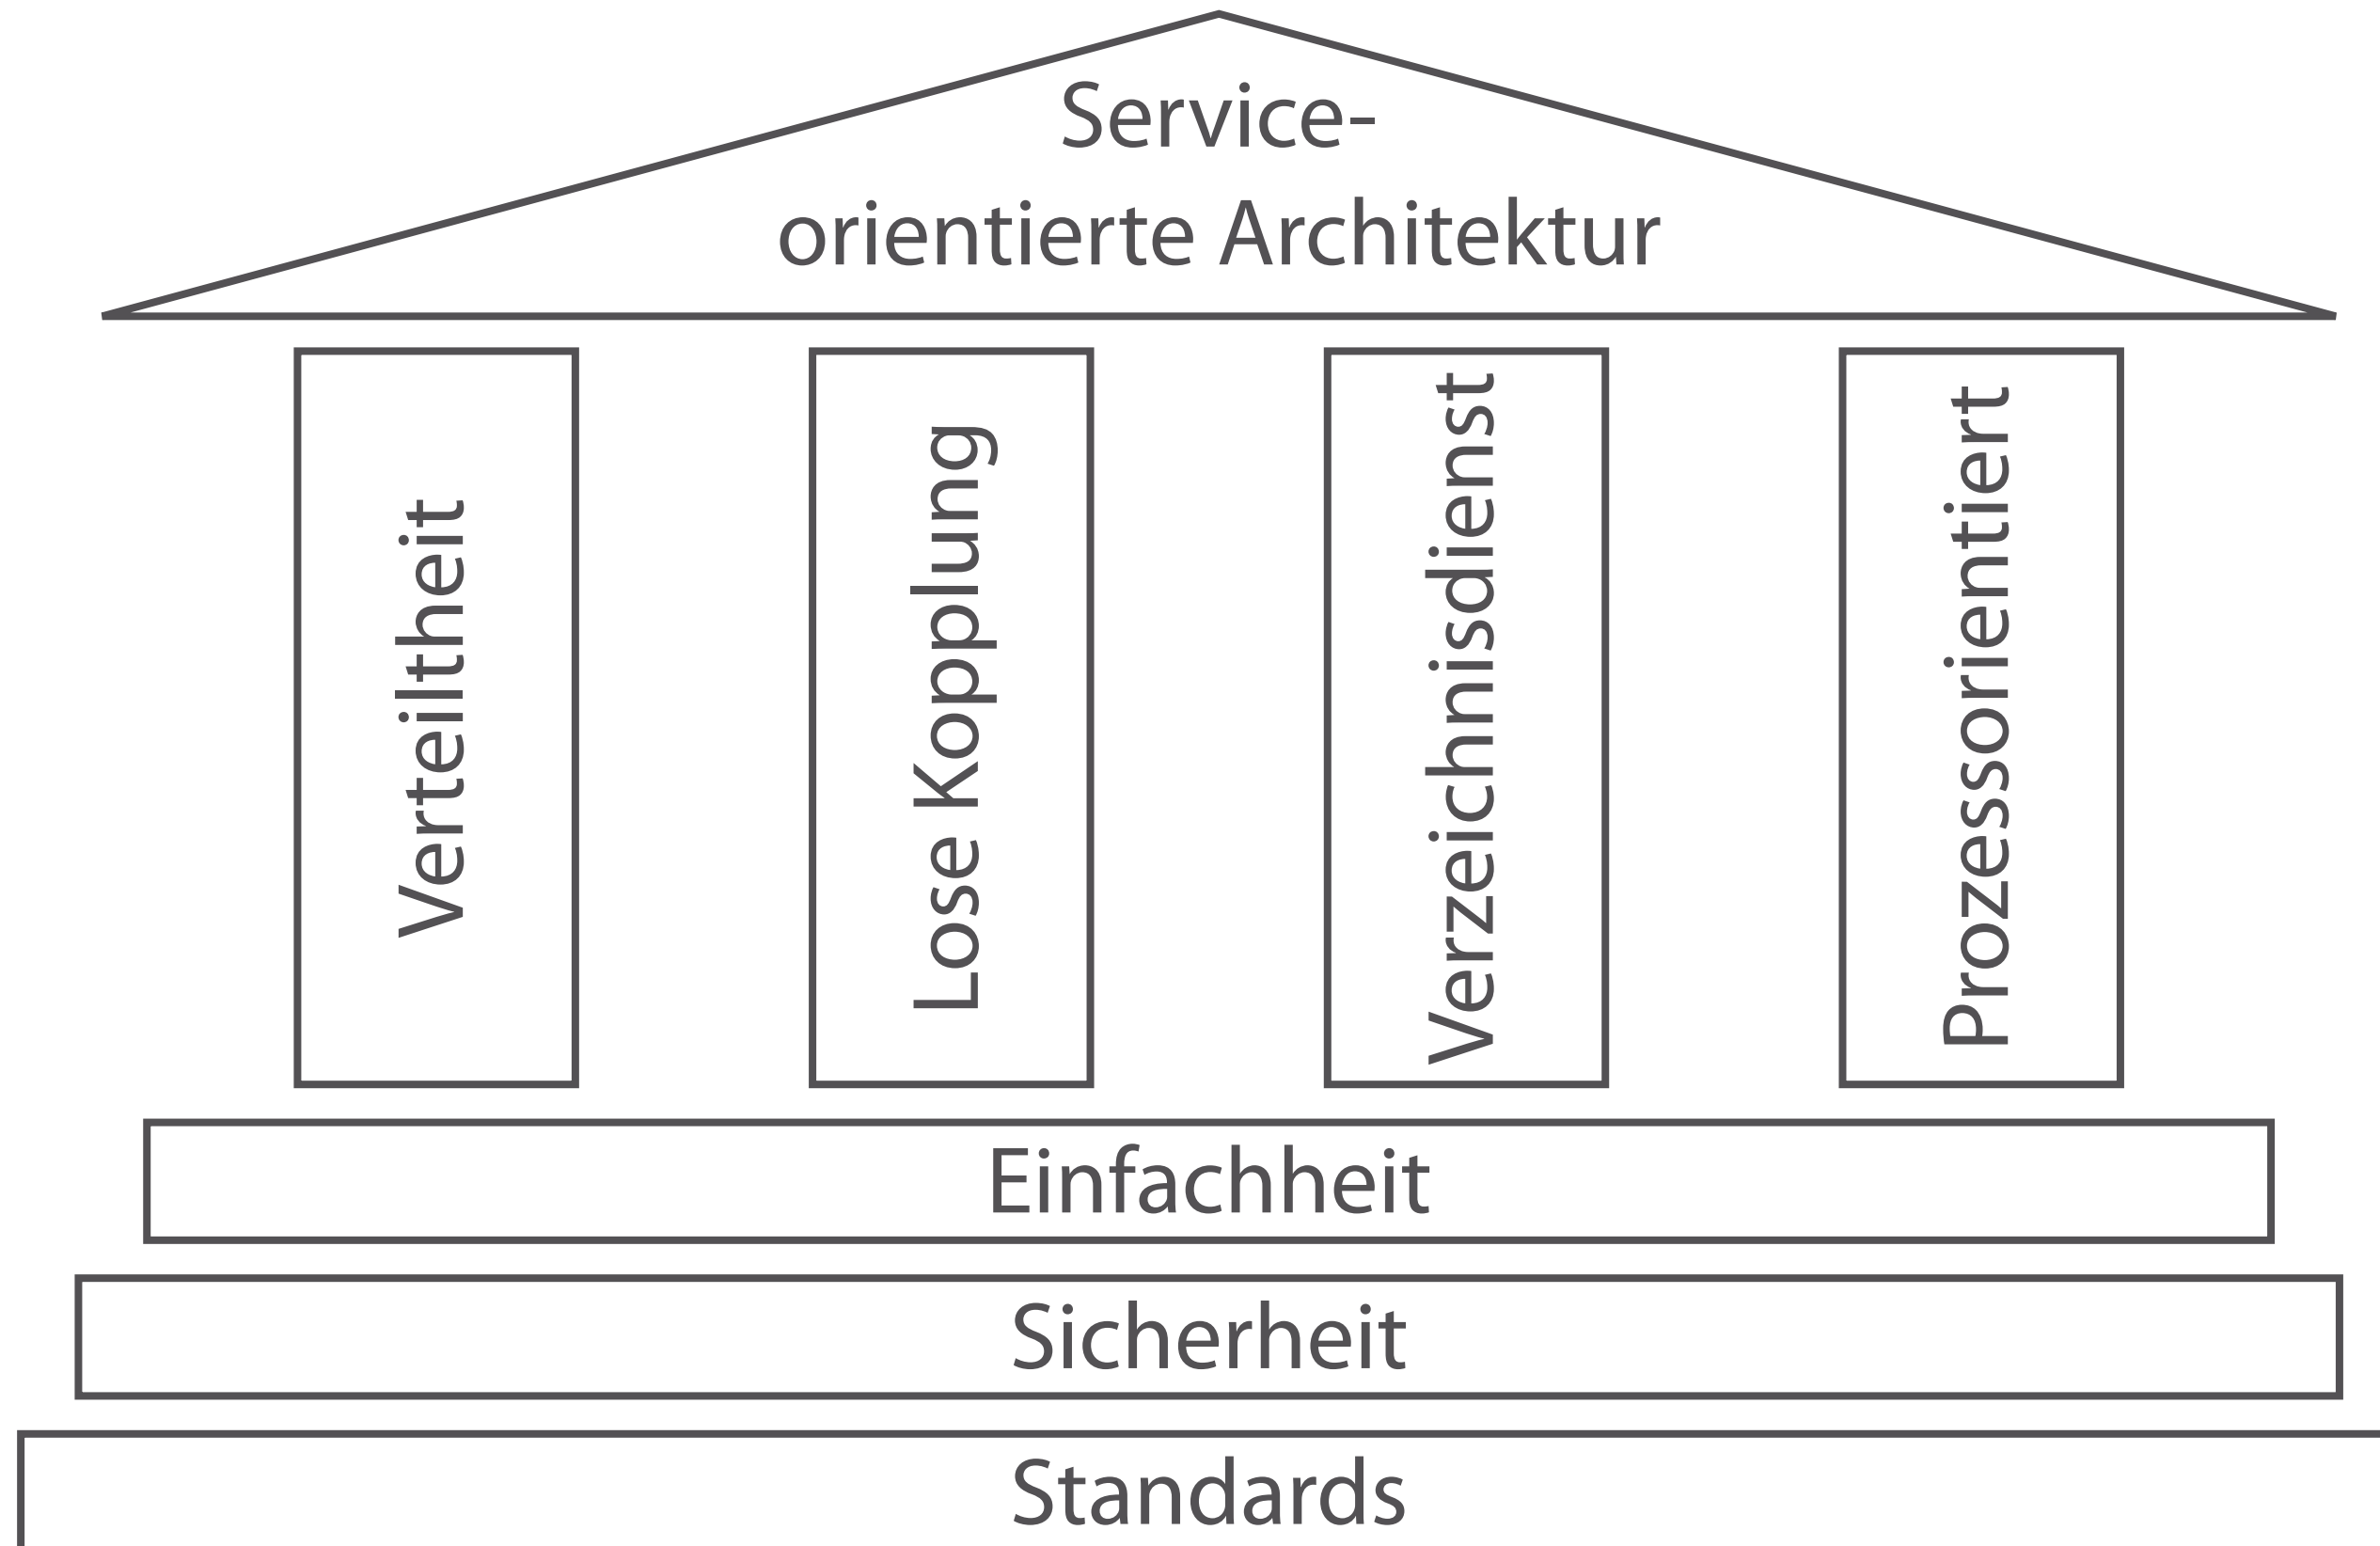 Service-
orientierte Architektur
Verteiltheit
Lose Kopplung
Verzeichnisdienst
Prozessorientiert
Einfachheit
Sicherheit
Standards